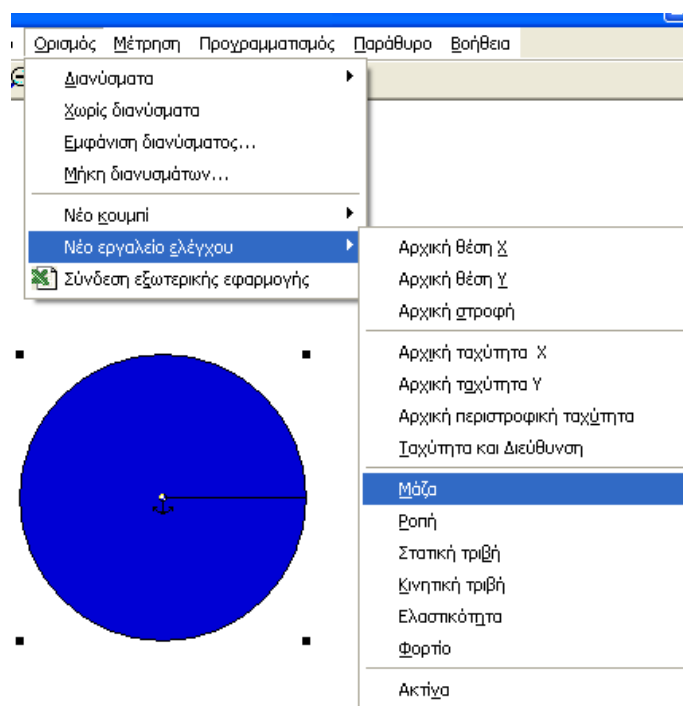 Ορισμός Μέτρηση Προγραμματισμός Παράθυρο Βοήθεια
Διανύσματα
Χωρίς διανύσματα
Εμφάνιση διανύσματος...
Μήκη διανυσμάτων...
Νέο κουμπί
Νέο εργαλείο ελέγχου
Σύνδεση εξωτερικής εφαρμογής
Αρχική θέση X
Αρχική θέση Y
Αρχική στροφή
Αρχική ταχύτητα X
Αρχική ταχύτητα Y
Αρχική περιστροφική ταχύτητα
Ταχύτητα και Διεύθυνση
Μάζα
Ροπή
Στατική τριβή
Κινητική τριβή
Ελαστικότητα
Φορτίο
Ακτίνα